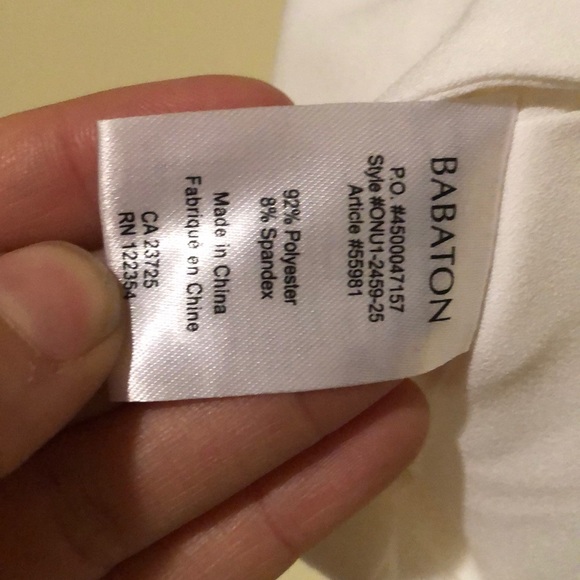 BABATON
P.O. #4500047157
Style #ONU1-2459-25
Article #55981
92% Polyester
8% Spandex
Made in China
Fabriqué en Chine
CA 23725
RN 122354